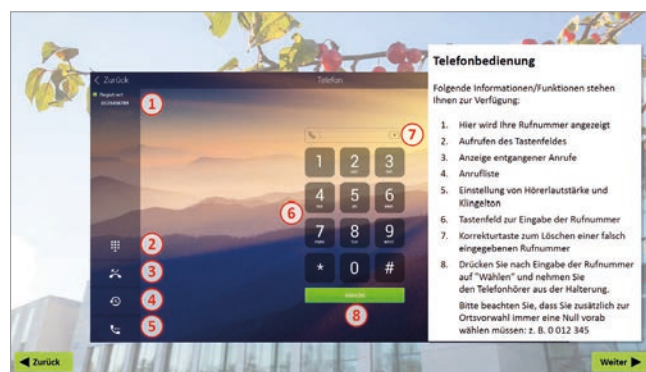 Zurück
Telefon
Registriert
1
7
1 2 3
4 5 6
6
7 8 9
2
* 0 #
3
4
8
5
Telefonbedienung
Folgende Informationen/Funktionen stehen
Ihnen zur Verfügung:
1. Hier wird Ihre Rufnummer angezeigt
2. Aufrufen des Tastenfeldes
3. Anzeige entgangener Anrufe
4. Anrufliste
5. Einstellung von Hörerlautstärke und
Klingelton
6. Tastenfeld zur Eingabe der Rufnummer
7. Korrekturtaste zum Löschen einer falsch
eingegebenen Rufnummer
8. Drücken Sie nach Eingabe der Rufnummer
auf "Wählen" und nehmen Sie
den Telefonhörer aus der Halterung.
Bitte beachten Sie, dass Sie zusätzlich zur
Ortsvorwahl immer eine Null vorab
wählen müssen: z. B. 0 012 345
Zurück
Weiter